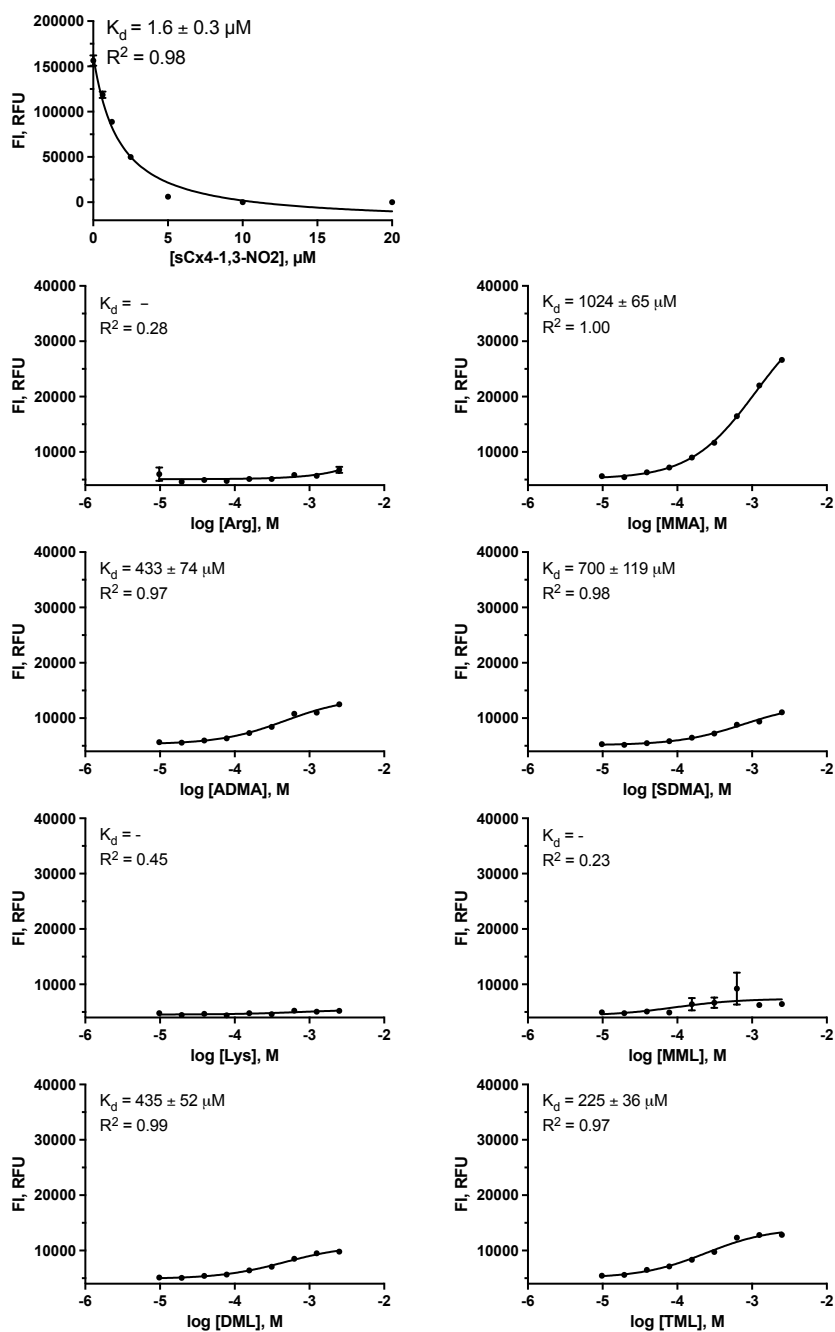 K_d = 1.6 ± 0.3 µM
R² = 0.98
FI, RFU
200000
150000
100000
50000
0
0 5 10 15 20
[sCx4-1,3-NO2], µM
K_d = –
R² = 0.28
FI, RFU
40000
30000
20000
10000
-6 -5 -4 -3 -2
log [Arg], M
K_d = 1024 ± 65 µM
R² = 1.00
FI, RFU
40000
30000
20000
10000
-6 -5 -4 -3 -2
log [MMA], M
K_d = 433 ± 74 µM
R² = 0.97
FI, RFU
40000
30000
20000
10000
-6 -5 -4 -3 -2
log [ADMA], M
K_d = 700 ± 119 µM
R² = 0.98
FI, RFU
40000
30000
20000
10000
-6 -5 -4 -3 -2
log [SDMA], M
K_d = -
R² = 0.45
FI, RFU
40000
30000
20000
10000
-6 -5 -4 -3 -2
log [Lys], M
K_d = -
R² = 0.23
FI, RFU
40000
30000
20000
10000
-6 -5 -4 -3 -2
log [MML], M
K_d = 435 ± 52 µM
R² = 0.99
FI, RFU
40000
30000
20000
10000
-6 -5 -4 -3 -2
log [DML], M
K_d = 225 ± 36 µM
R² = 0.97
FI, RFU
40000
30000
20000
10000
-6 -5 -4 -3 -2
log [TML], M